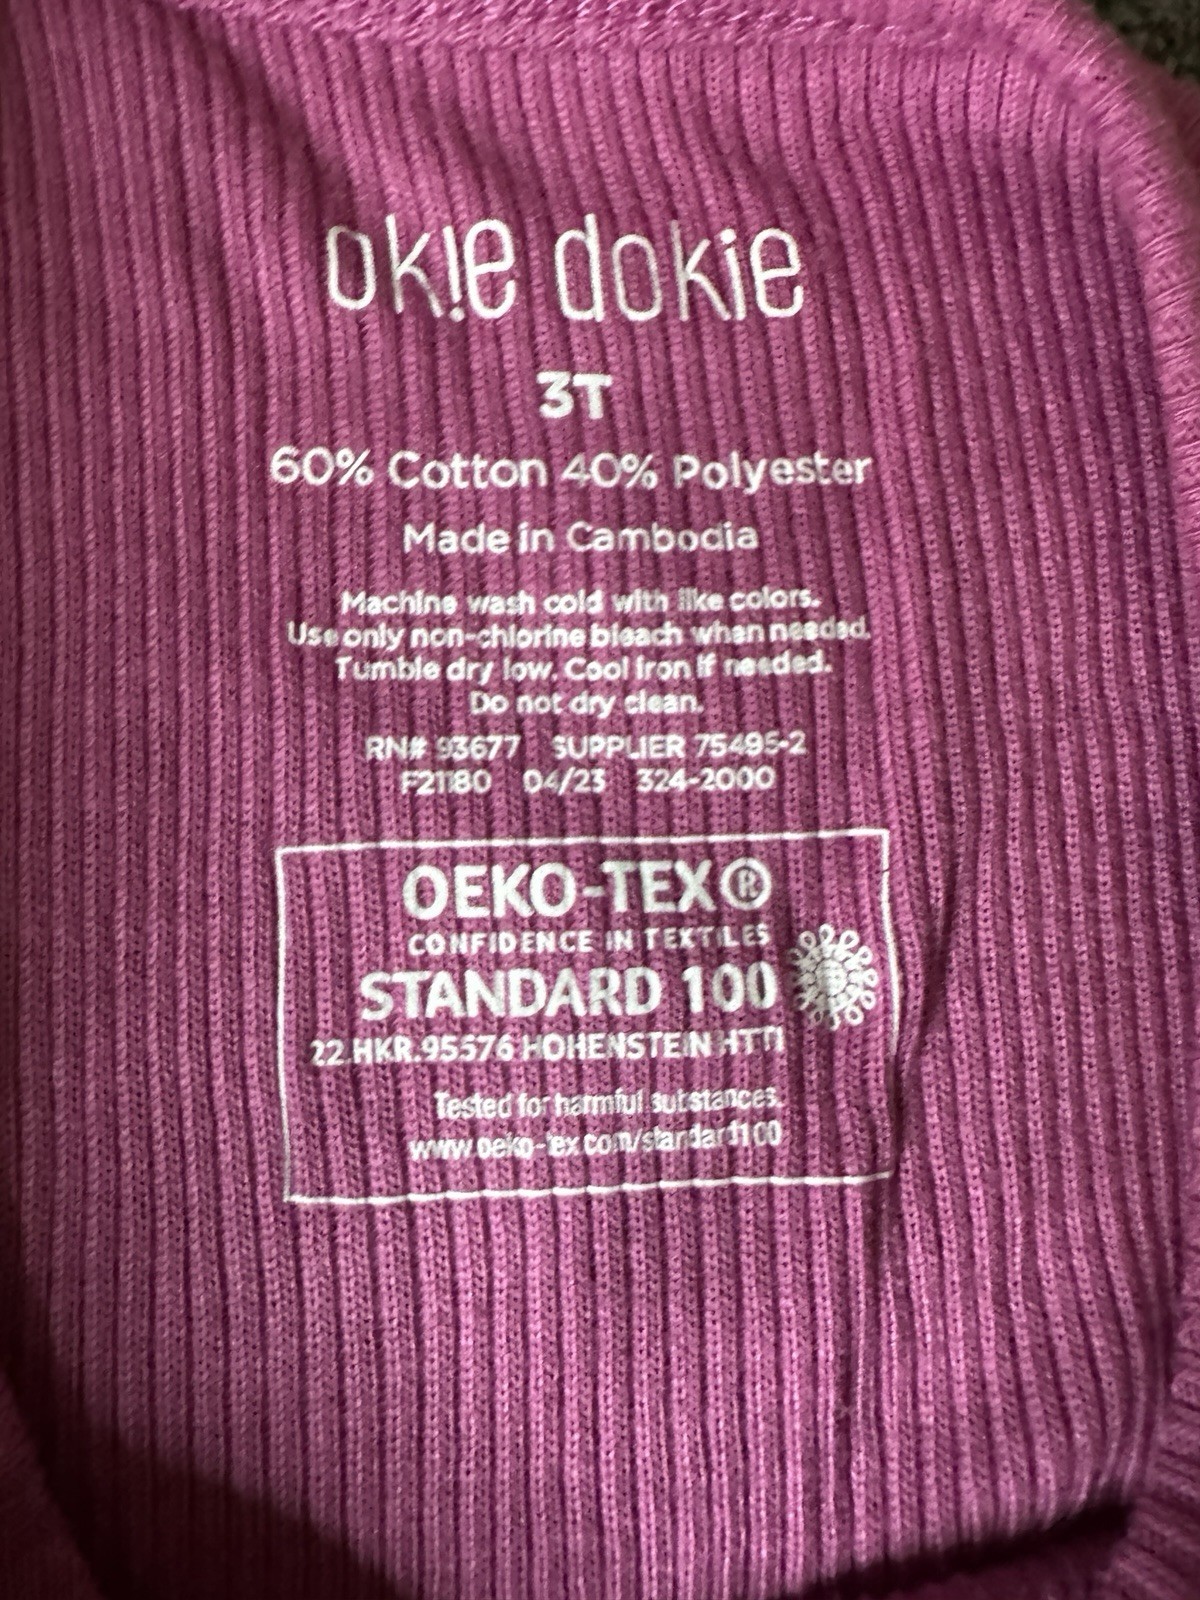 okie dokie
3T
60% Cotton 40% Polyester
Made in Cambodia
Machine wash cold with like colors.
Use only non-chlorine bleach when needed.
Tumble dry low. Cool iron if needed.
Do not dry clean.
RN# 93677 SUPPLIER 75495-2
F21180 04/23 324-2000
OEKO-TEX®
CONFIDENCE IN TEXTILES
STANDARD 100
22.HKR.95576 HOHENSTEIN HTTI
Tested for harmful substances.
www.oeko-tex.com/standard100